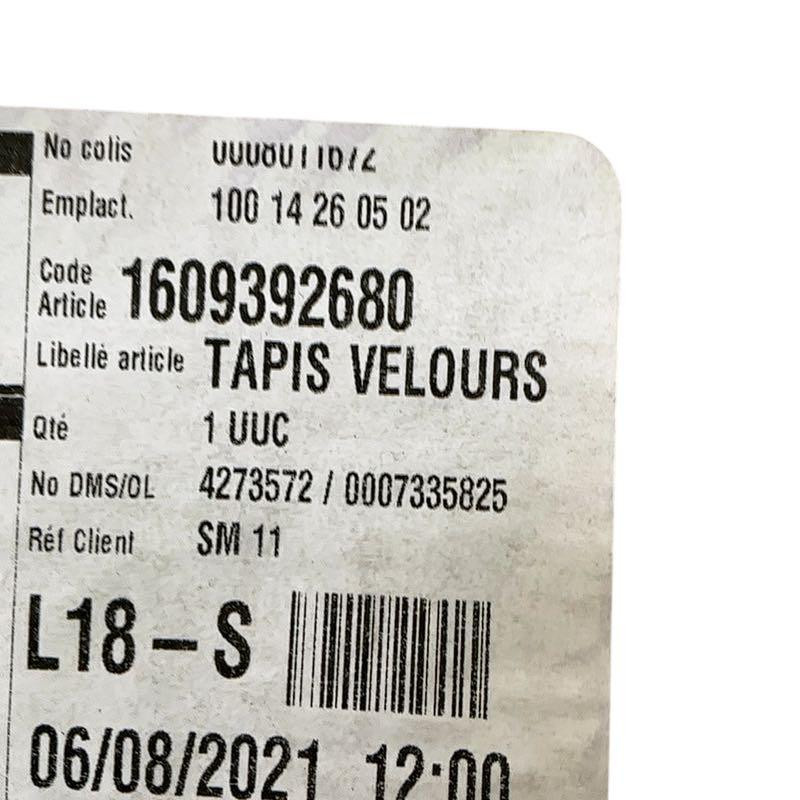 No colis
Emplact. 100 14 26 05 02
Code Article 1609392680
Libellé article TAPIS VELOURS
Qté 1 UUC
No DMS/OL 4273572 / 0007335825
Réf Client SM 11
L18-S
06/08/2021 12:00